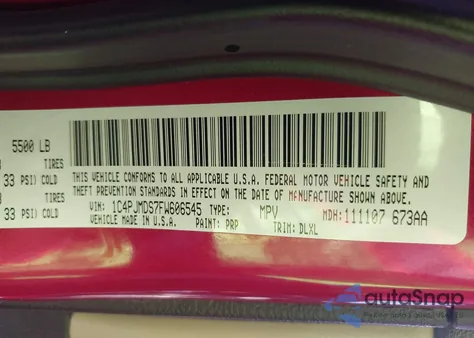 5500 LB
TIRES
33 PSI) COLD
TIRES
33 PSI) COLD
THIS VEHICLE CONFORMS TO ALL APPLICABLE U.S.A. FEDERAL MOTOR VEHICLE SAFETY AND
THEFT PREVENTION STANDARDS IN EFFECT ON THE DATE OF MANUFACTURE SHOWN ABOVE.
VIN: 1C4PJMDS7FW606545 TYPE: MPV MDH:111107 673AA
VEHICLE MADE IN U.S.A. PAINT: PRP TRIM: DLXL
autoSnap